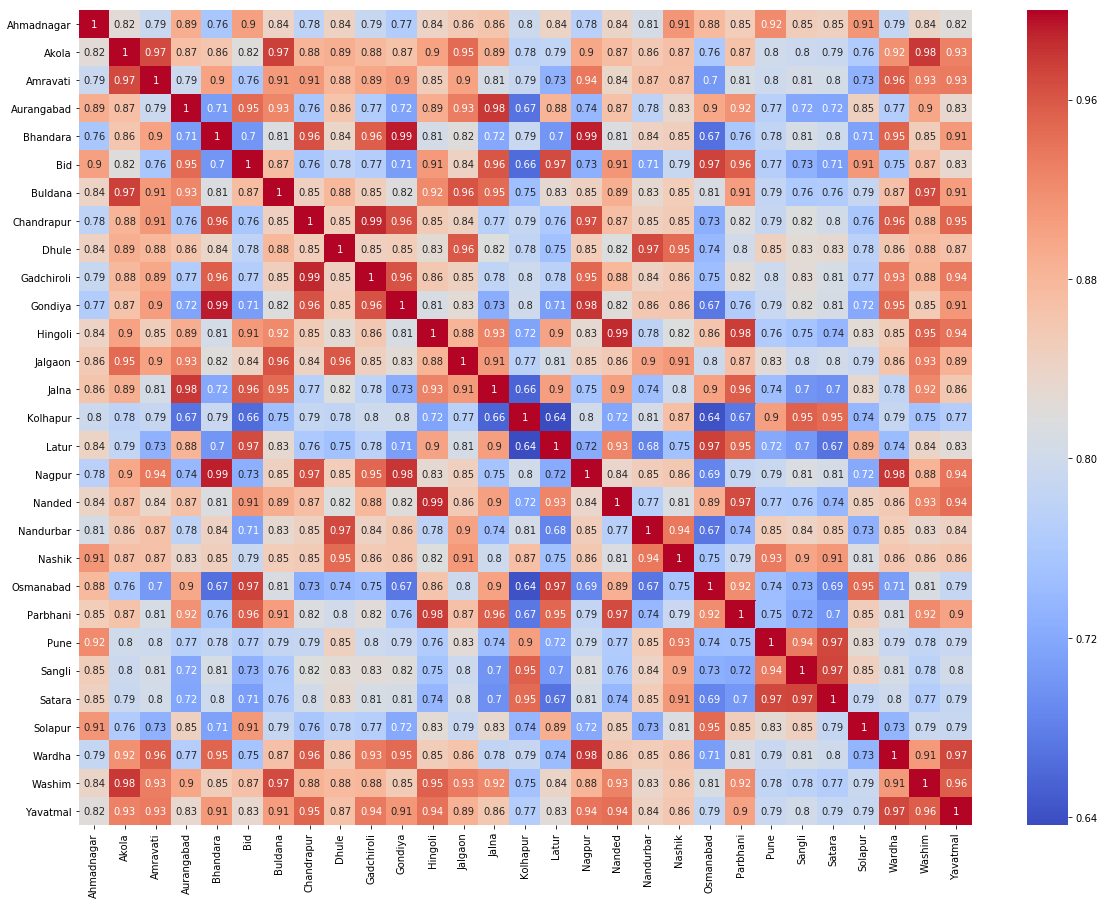 Ahmadnagar 1 0.82 0.79 0.89 0.76 0.9 0.84 0.78 0.84 0.79 0.77 0.84 0.86 0.86 0.8 0.84 0.78 0.84 0.81 0.91 0.88 0.85 0.92 0.85 0.85 0.91 0.79 0.84 0.82
Akola 0.82 1 0.97 0.87 0.86 0.82 0.97 0.88 0.89 0.88 0.87 0.9 0.95 0.89 0.78 0.79 0.9 0.87 0.86 0.87 0.76 0.87 0.8 0.8 0.79 0.76 0.92 0.98 0.93
Amravati 0.79 0.97 1 0.79 0.9 0.76 0.91 0.91 0.88 0.89 0.9 0.85 0.9 0.81 0.79 0.73 0.94 0.84 0.87 0.87 0.7 0.81 0.8 0.81 0.8 0.73 0.96 0.93 0.93
0.96
Aurangabad 0.89 0.87 0.79 1 0.71 0.95 0.93 0.76 0.86 0.77 0.72 0.89 0.93 0.98 0.67 0.88 0.74 0.87 0.78 0.83 0.9 0.92 0.77 0.72 0.72 0.85 0.77 0.9 0.83
Bhandara 0.76 0.86 0.9 0.71 1 0.7 0.81 0.96 0.84 0.96 0.99 0.81 0.82 0.72 0.79 0.7 0.99 0.81 0.84 0.85 0.67 0.76 0.78 0.81 0.8 0.71 0.95 0.85 0.91
Bid 0.9 0.82 0.76 0.95 0.7 1 0.87 0.76 0.78 0.77 0.71 0.91 0.84 0.96 0.66 0.97 0.73 0.91 0.71 0.79 0.97 0.96 0.77 0.73 0.71 0.91 0.75 0.87 0.83
Buldana 0.84 0.97 0.91 0.93 0.81 0.87 1 0.85 0.88 0.85 0.82 0.92 0.96 0.95 0.75 0.83 0.85 0.89 0.83 0.85 0.81 0.91 0.79 0.76 0.76 0.79 0.87 0.97 0.91
Chandrapur 0.78 0.88 0.91 0.76 0.96 0.76 0.85 1 0.85 0.99 0.96 0.85 0.84 0.77 0.79 0.76 0.97 0.88 0.85 0.85 0.73 0.82 0.79 0.82 0.8 0.76 0.96 0.88 0.95
Dhule 0.84 0.89 0.88 0.86 0.84 0.78 0.88 0.85 1 0.85 0.85 0.83 0.96 0.82 0.78 0.75 0.85 0.82 0.97 0.95 0.74 0.8 0.85 0.83 0.83 0.78 0.86 0.88 0.87
Gadchiroli 0.79 0.88 0.89 0.77 0.96 0.77 0.85 0.99 0.85 1 0.96 0.86 0.85 0.78 0.8 0.78 0.95 0.88 0.84 0.86 0.75 0.82 0.8 0.83 0.81 0.77 0.93 0.88 0.94
0.88
Gondiya 0.77 0.87 0.9 0.72 0.99 0.71 0.82 0.96 0.85 0.96 1 0.81 0.83 0.73 0.8 0.71 0.98 0.82 0.86 0.86 0.67 0.76 0.79 0.82 0.81 0.72 0.95 0.85 0.91
Hingoli 0.84 0.9 0.85 0.89 0.81 0.91 0.92 0.85 0.83 0.86 0.81 1 0.88 0.93 0.72 0.9 0.83 0.99 0.78 0.82 0.86 0.98 0.76 0.75 0.74 0.83 0.85 0.95 0.94
Jalgaon 0.86 0.95 0.9 0.93 0.82 0.84 0.96 0.84 0.96 0.85 0.83 0.88 1 0.91 0.77 0.81 0.85 0.86 0.9 0.91 0.8 0.87 0.83 0.8 0.8 0.79 0.86 0.93 0.89
Jalna 0.86 0.89 0.81 0.98 0.72 0.96 0.95 0.77 0.82 0.78 0.73 0.93 0.91 1 0.66 0.9 0.75 0.9 0.74 0.8 0.9 0.96 0.74 0.7 0.7 0.83 0.78 0.92 0.86
Kolhapur 0.8 0.78 0.79 0.67 0.79 0.66 0.75 0.79 0.78 0.8 0.8 0.72 0.77 0.66 1 0.64 0.8 0.72 0.81 0.87 0.64 0.67 0.9 0.95 0.95 0.74 0.79 0.75 0.77
Latur 0.84 0.79 0.73 0.88 0.7 0.97 0.83 0.76 0.75 0.78 0.71 0.9 0.81 0.9 0.64 1 0.72 0.93 0.68 0.75 0.97 0.95 0.72 0.7 0.67 0.89 0.74 0.84 0.83
0.80
Nagpur 0.78 0.9 0.94 0.74 0.99 0.73 0.85 0.97 0.85 0.95 0.98 0.83 0.85 0.75 0.8 0.72 1 0.84 0.85 0.86 0.69 0.79 0.79 0.81 0.81 0.72 0.98 0.88 0.94
Nanded 0.84 0.87 0.84 0.87 0.81 0.91 0.89 0.87 0.82 0.88 0.82 0.99 0.86 0.9 0.72 0.93 0.84 1 0.77 0.81 0.89 0.97 0.77 0.76 0.74 0.85 0.86 0.93 0.94
Nandurbar 0.81 0.86 0.87 0.78 0.84 0.71 0.83 0.85 0.97 0.84 0.86 0.78 0.9 0.74 0.81 0.68 0.85 0.77 1 0.94 0.67 0.74 0.85 0.84 0.85 0.73 0.85 0.83 0.84
Nashik 0.91 0.87 0.87 0.83 0.85 0.79 0.85 0.85 0.95 0.86 0.86 0.82 0.91 0.8 0.87 0.75 0.86 0.81 0.94 1 0.75 0.79 0.93 0.9 0.91 0.81 0.86 0.86 0.86
Osmanabad 0.88 0.76 0.7 0.9 0.67 0.97 0.81 0.73 0.74 0.75 0.67 0.86 0.8 0.9 0.64 0.97 0.69 0.89 0.67 0.75 1 0.92 0.74 0.73 0.69 0.95 0.71 0.81 0.79
Parbhani 0.85 0.87 0.81 0.92 0.76 0.96 0.91 0.82 0.8 0.82 0.76 0.98 0.87 0.96 0.67 0.95 0.79 0.97 0.74 0.79 0.92 1 0.75 0.72 0.7 0.85 0.81 0.92 0.9
0.72
Pune 0.92 0.8 0.8 0.77 0.78 0.77 0.79 0.79 0.85 0.8 0.79 0.76 0.83 0.74 0.9 0.72 0.79 0.77 0.85 0.93 0.74 0.75 1 0.94 0.97 0.83 0.79 0.78 0.79
Sangli 0.85 0.8 0.81 0.72 0.81 0.73 0.76 0.82 0.83 0.83 0.82 0.75 0.8 0.7 0.95 0.7 0.81 0.76 0.84 0.9 0.73 0.72 0.94 1 0.97 0.85 0.81 0.78 0.8
Satara 0.85 0.79 0.8 0.72 0.8 0.71 0.76 0.8 0.83 0.81 0.81 0.74 0.8 0.7 0.95 0.67 0.81 0.74 0.85 0.91 0.69 0.7 0.97 0.97 1 0.79 0.8 0.77 0.79
Solapur 0.91 0.76 0.73 0.85 0.71 0.91 0.79 0.76 0.78 0.77 0.72 0.83 0.79 0.83 0.74 0.89 0.72 0.85 0.73 0.81 0.95 0.85 0.83 0.85 0.79 1 0.73 0.79 0.79
Wardha 0.79 0.92 0.96 0.77 0.95 0.75 0.87 0.96 0.86 0.93 0.95 0.85 0.86 0.78 0.79 0.74 0.98 0.86 0.85 0.86 0.71 0.81 0.79 0.81 0.8 0.73 1 0.91 0.97
Washim 0.84 0.98 0.93 0.9 0.85 0.87 0.97 0.88 0.88 0.88 0.85 0.95 0.93 0.92 0.75 0.84 0.88 0.93 0.83 0.86 0.81 0.92 0.78 0.78 0.77 0.79 0.91 1 0.96
Yavatmal 0.82 0.93 0.93 0.83 0.91 0.83 0.91 0.95 0.87 0.94 0.91 0.94 0.89 0.86 0.77 0.83 0.94 0.94 0.84 0.86 0.79 0.9 0.79 0.8 0.79 0.79 0.97 0.96 1
0.64
Ahmadnagar Akola Amravati Aurangabad Bhandara Bid Buldana Chandrapur Dhule Gadchiroli Gondiya Hingoli Jalgaon Jalna Kolhapur Latur Nagpur Nanded Nandurbar Nashik Osmanabad Parbhani Pune Sangli Satara Solapur Wardha Washim Yavatmal